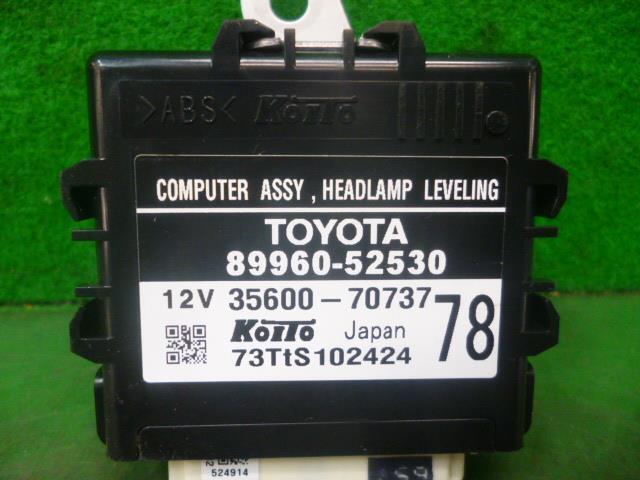 >ABS< KOITO
COMPUTER ASSY , HEADLAMP LEVELING
TOYOTA
89960-52530
12V 35600-70737
KOITO Japan 78
73TtS102424
524914